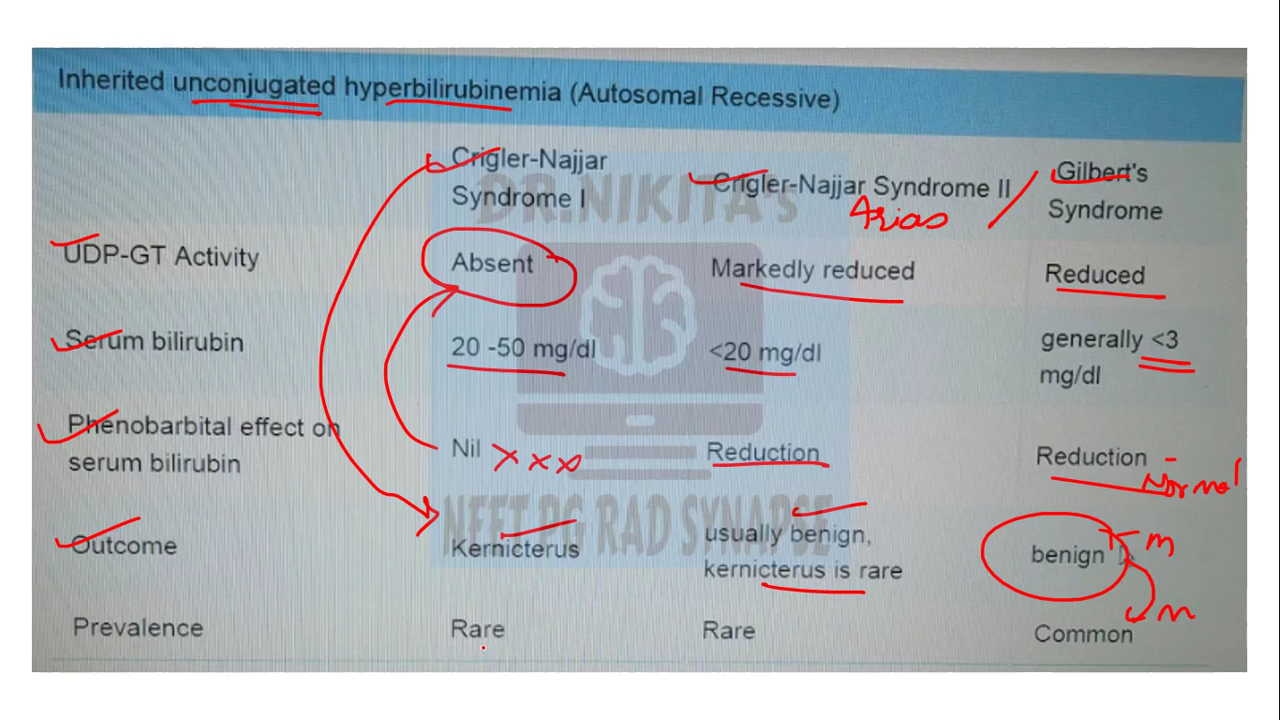 Inherited unconjugated hyperbilirubinemia (Autosomal Recessive)
Crigler-Najjar Syndrome I
Crigler-Najjar Syndrome II
Arias
Gilbert's Syndrome
UDP-GT Activity
Absent
Markedly reduced
Reduced
Serum bilirubin
20 -50 mg/dl
<20 mg/dl
generally <3 mg/dl
Phenobarbital effect on serum bilirubin
Nil xxx
Reduction
Reduction - Normal
Outcome
Kernicterus
usually benign, kernicterus is rare
benign
m
n
Prevalence
Rare
Rare
Common
DR.NIKITA's
NEET PG RAD SYNAPSE